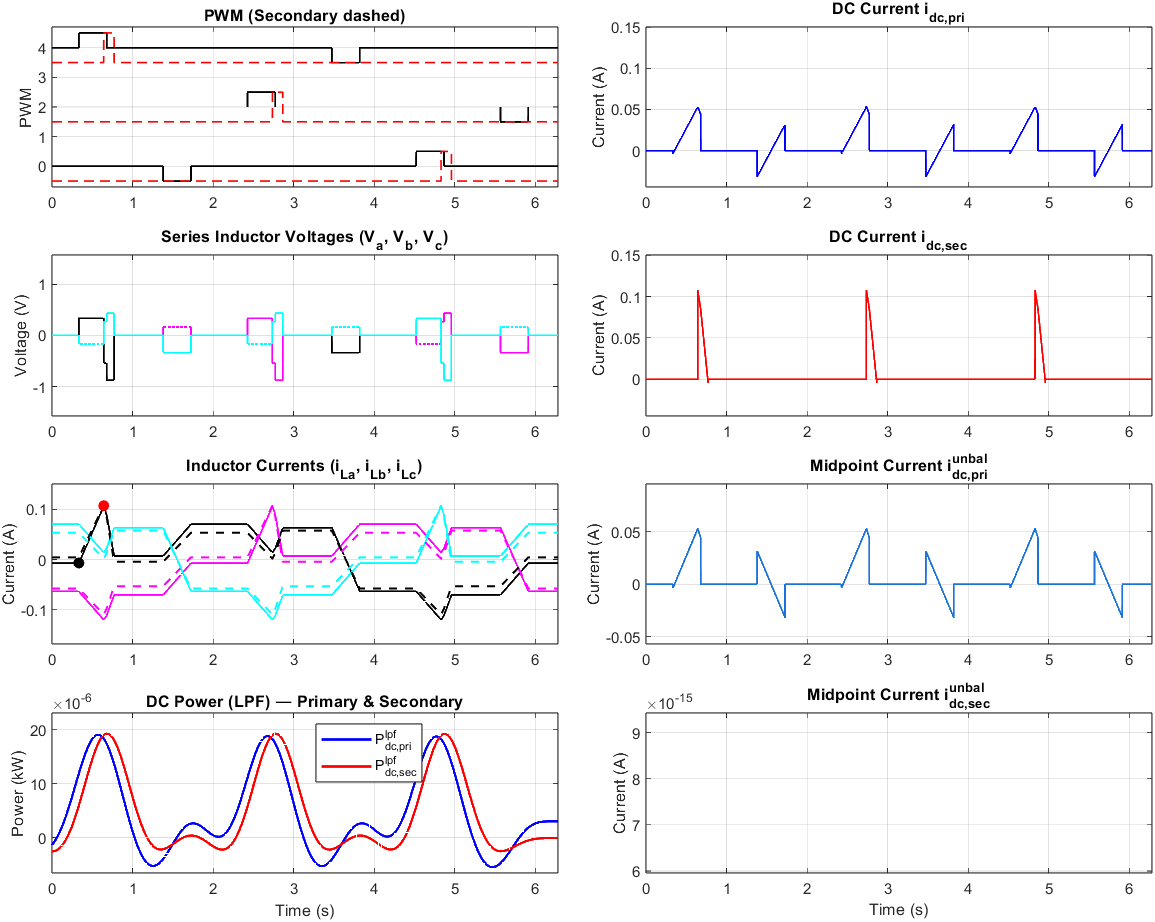 PWM (Secondary dashed)
PWM
4
3
2
1
0
0 1 2 3 4 5 6
DC Current i_dc,pri
Current (A)
0.15
0.1
0.05
0
0 1 2 3 4 5 6
Series Inductor Voltages (V_a, V_b, V_c)
Voltage (V)
1
0
-1
0 1 2 3 4 5 6
DC Current i_dc,sec
Current (A)
0.15
0.1
0.05
0
0 1 2 3 4 5 6
Inductor Currents (i_La, i_Lb, i_Lc)
Current (A)
0.1
0
-0.1
0 1 2 3 4 5 6
Midpoint Current i^unbal_dc,pri
Current (A)
0.05
0
-0.05
0 1 2 3 4 5 6
DC Power (LPF) — Primary & Secondary
×10^-6
Power (kW)
20
10
0
P^lpf_dc,pri
P^lpf_dc,sec
0 1 2 3 4 5 6
Time (s)
Midpoint Current i^unbal_dc,sec
×10^-15
Current (A)
9
8
7
6
0 1 2 3 4 5 6
Time (s)